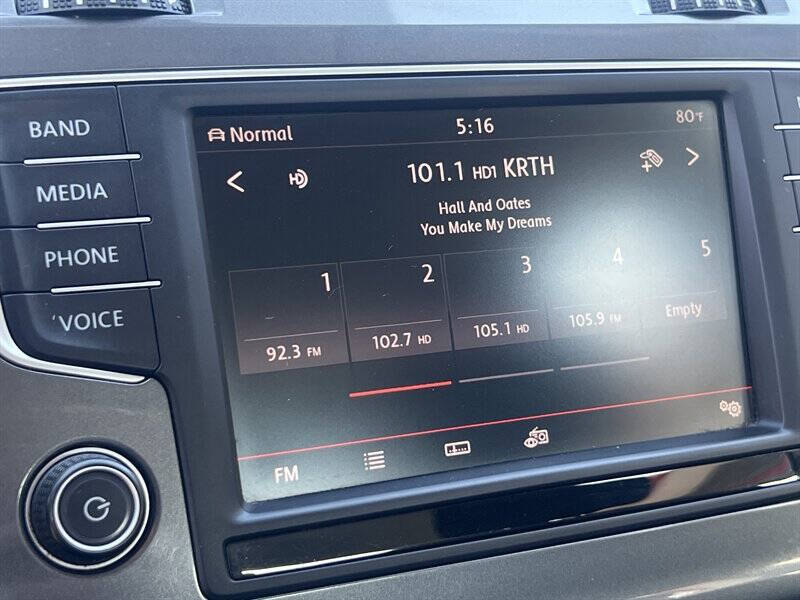 BAND
MEDIA
PHONE
VOICE
Normal
5:16
80°F
<
HD
101.1 HD1 KRTH
>
Hall And Oates
You Make My Dreams
1 2 3 4 5
92.3 FM 102.7 HD 105.1 HD 105.9 FM Empty
FM